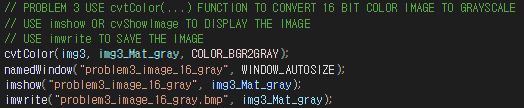 // PROBLEM 3 USE cvtColor(...) FUNCTION TO CONVERT 16 BIT COLOR IMAGE TO GRAYSCALE
// USE imshow OR cvShowImage TO DISPLAY THE IMAGE
// USE imwrite TO SAVE THE IMAGE
cvtColor(img3, img3_Mat_gray, COLOR_BGR2GRAY);
namedWindow("problem3_image_16_gray", WINDOW_AUTOSIZE);
imshow("problem3_image_16_gray", img3_Mat_gray);
imwrite("problem3_image_16_gray.bmp", img3_Mat_gray);